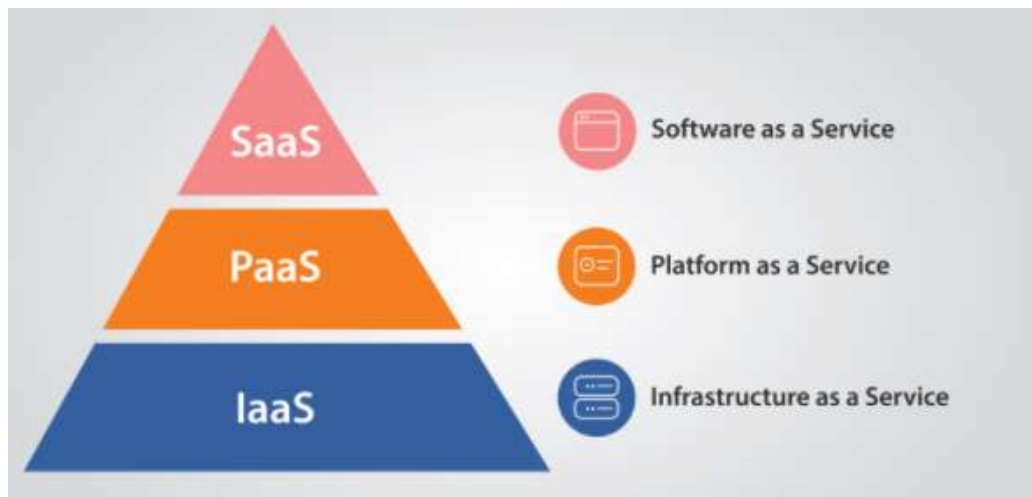 SaaS
Software as a Service
PaaS
Platform as a Service
IaaS
Infrastructure as a Service